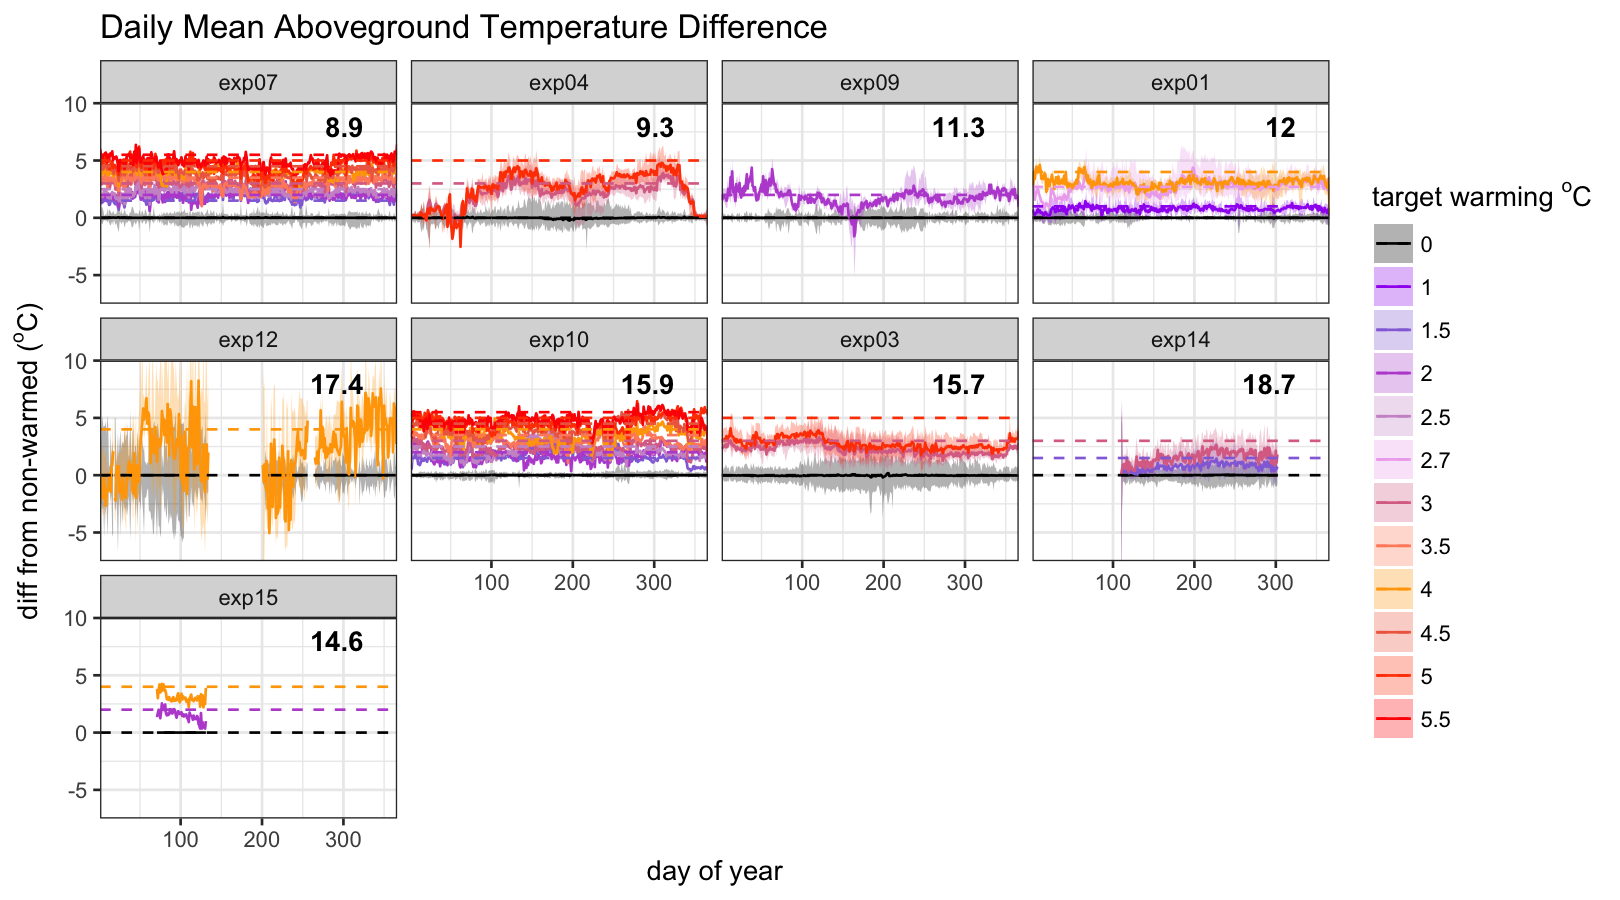 Daily Mean Aboveground Temperature Difference
exp07 exp04 exp09 exp01
10 8.9 9.3 11.3 12
5
0
-5
exp12 exp10 exp03 exp14
10 17.4 15.9 15.7 18.7
5
0
-5
100 200 300 100 200 300 100 200 300
exp15
10 14.6
5
0
-5
100 200 300
day of year
diff from non-warmed (°C)
target warming °C
0
1
1.5
2
2.5
2.7
3
3.5
4
4.5
5
5.5